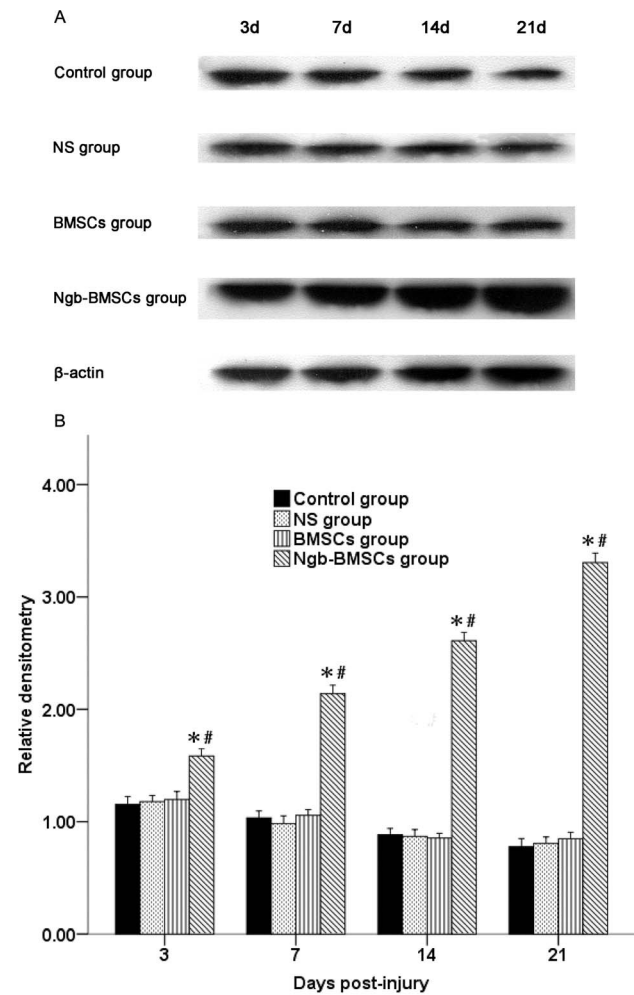 A
3d 7d 14d 21d
Control group
NS group
BMSCs group
Ngb-BMSCs group
β-actin
B
4.00
3.00
2.00
1.00
0.00
Relative densitometry
Control group
NS group
BMSCs group
Ngb-BMSCs group
*#
*#
*#
*#
3 7 14 21
Days post-injury